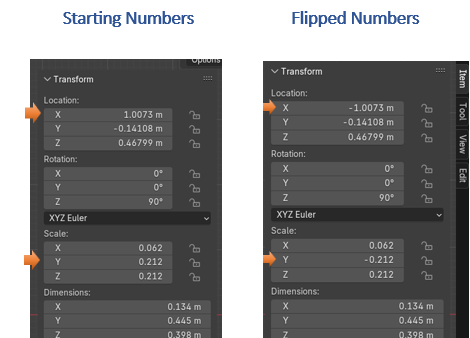 Starting Numbers
Options
Transform
Location:
X 1.0073 m
Y -0.14108 m
Z 0.46799 m
Rotation:
X 0°
Y 0°
Z 90°
XYZ Euler
Scale:
X 0.062
Y 0.212
Z 0.212
Dimensions:
X 0.134 m
Y 0.445 m
Z 0.398 m
Flipped Numbers
Transform
Location:
X -1.0073 m
Y -0.14108 m
Z 0.46799 m
Rotation:
X 0°
Y 0°
Z 90°
XYZ Euler
Scale:
X 0.062
Y -0.212
Z 0.212
Dimensions:
X 0.134 m
Y 0.445 m
Z 0.398 m
Item
Tool
View
Edit